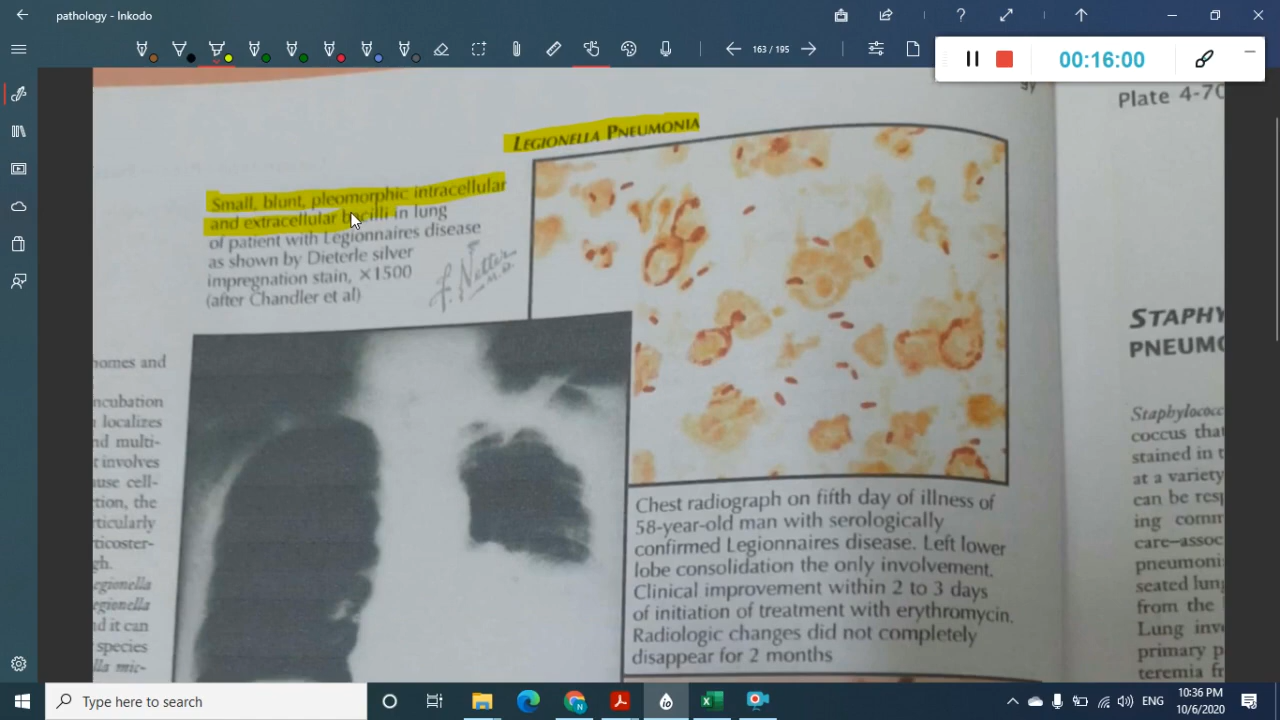 pathology - Inkodo
163 / 195
00:16:00
Plate 4-70
LEGIONELLA PNEUMONIA
Small, blunt, pleomorphic intracellular
and extracellular bacilli in lung
of patient with Legionnaires disease
as shown by Dieterle silver
impregnation stain, ×1500
(after Chandler et al)
F. Netter
M.D.
omes and
ncubation
localizes
nd multi-
t involves
use cell-
tion, the
rticularly
ticoster-
gh.
egionella
egionella
d it can
species
lla mic-
Chest radiograph on fifth day of illness of
58-year-old man with serologically
confirmed Legionnaires disease. Left lower
lobe consolidation the only involvement.
Clinical improvement within 2 to 3 days
of initiation of treatment with erythromycin.
Radiologic changes did not completely
disappear for 2 months
STAPHY
PNEUMO
Staphylococc
coccus that
stained in t
at a variety
can be resp
ing comm
care–assoc
pneumoni
seated lung
from the
Lung inv
primary p
teremia fr
Type here to search
ENG
10:36 PM
10/6/2020